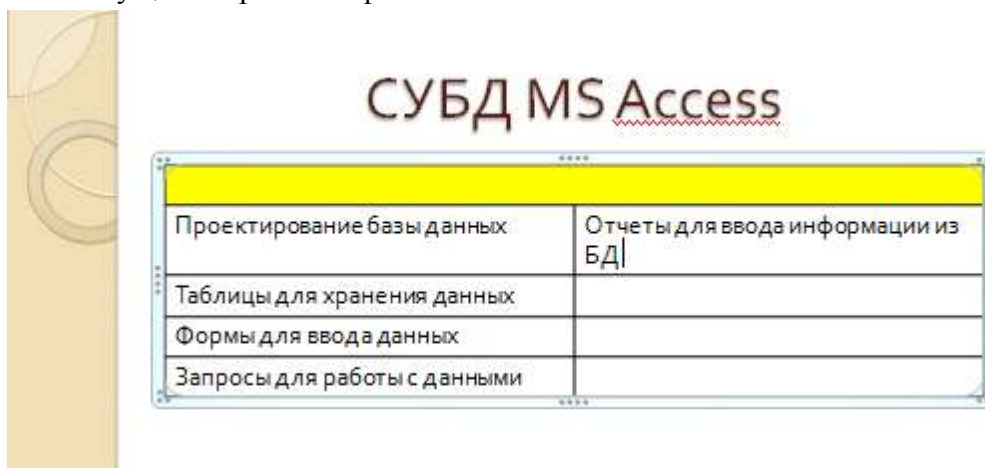 СУБД MS Access
Проектирование базы данных
Отчеты для ввода информации из
БД
Таблицы для хранения данных
Формы для ввода данных
Запросы для работы с данными